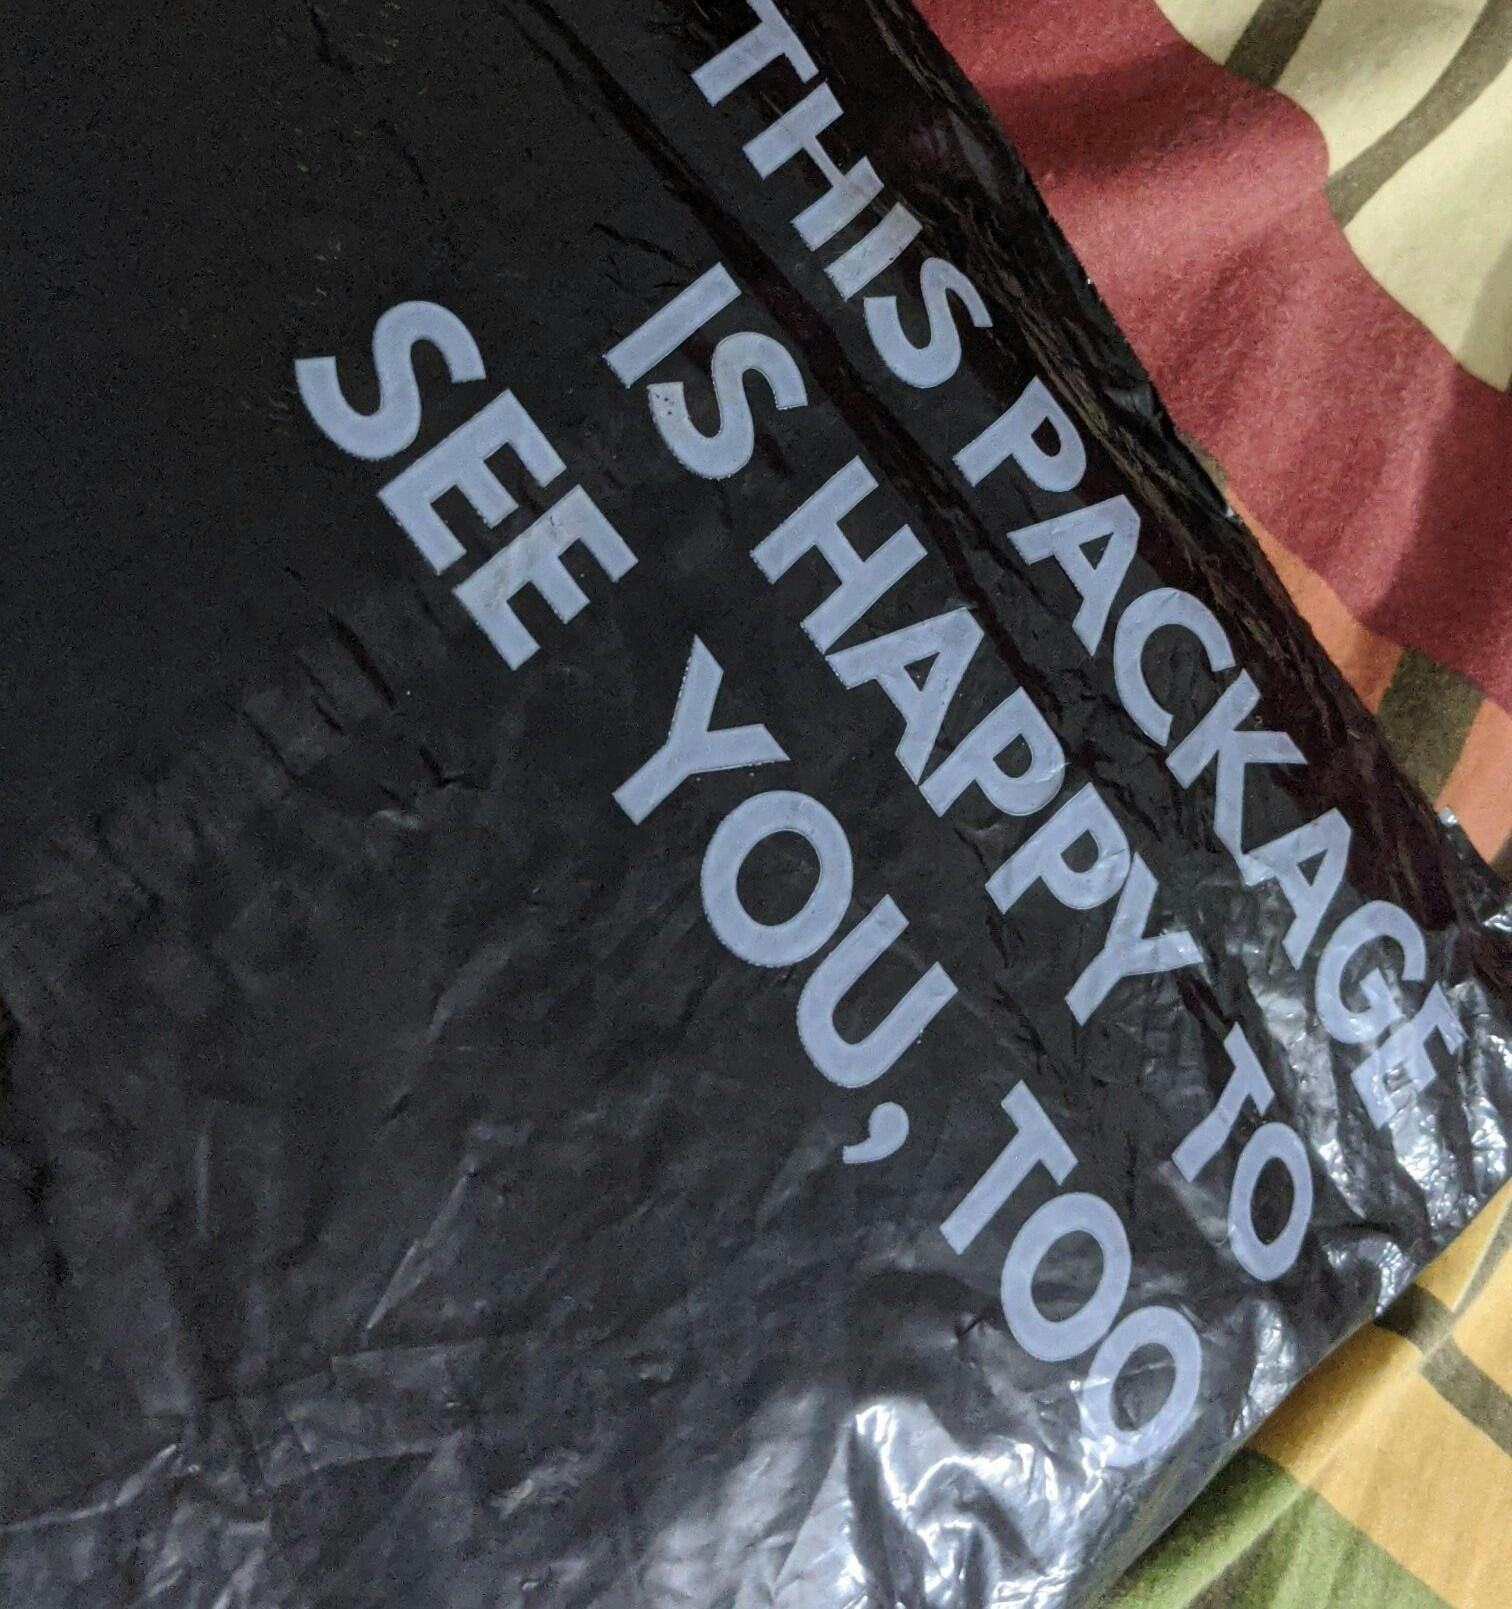 THIS PACKAGE
IS HAPPY TO
SEE YOU, TOO